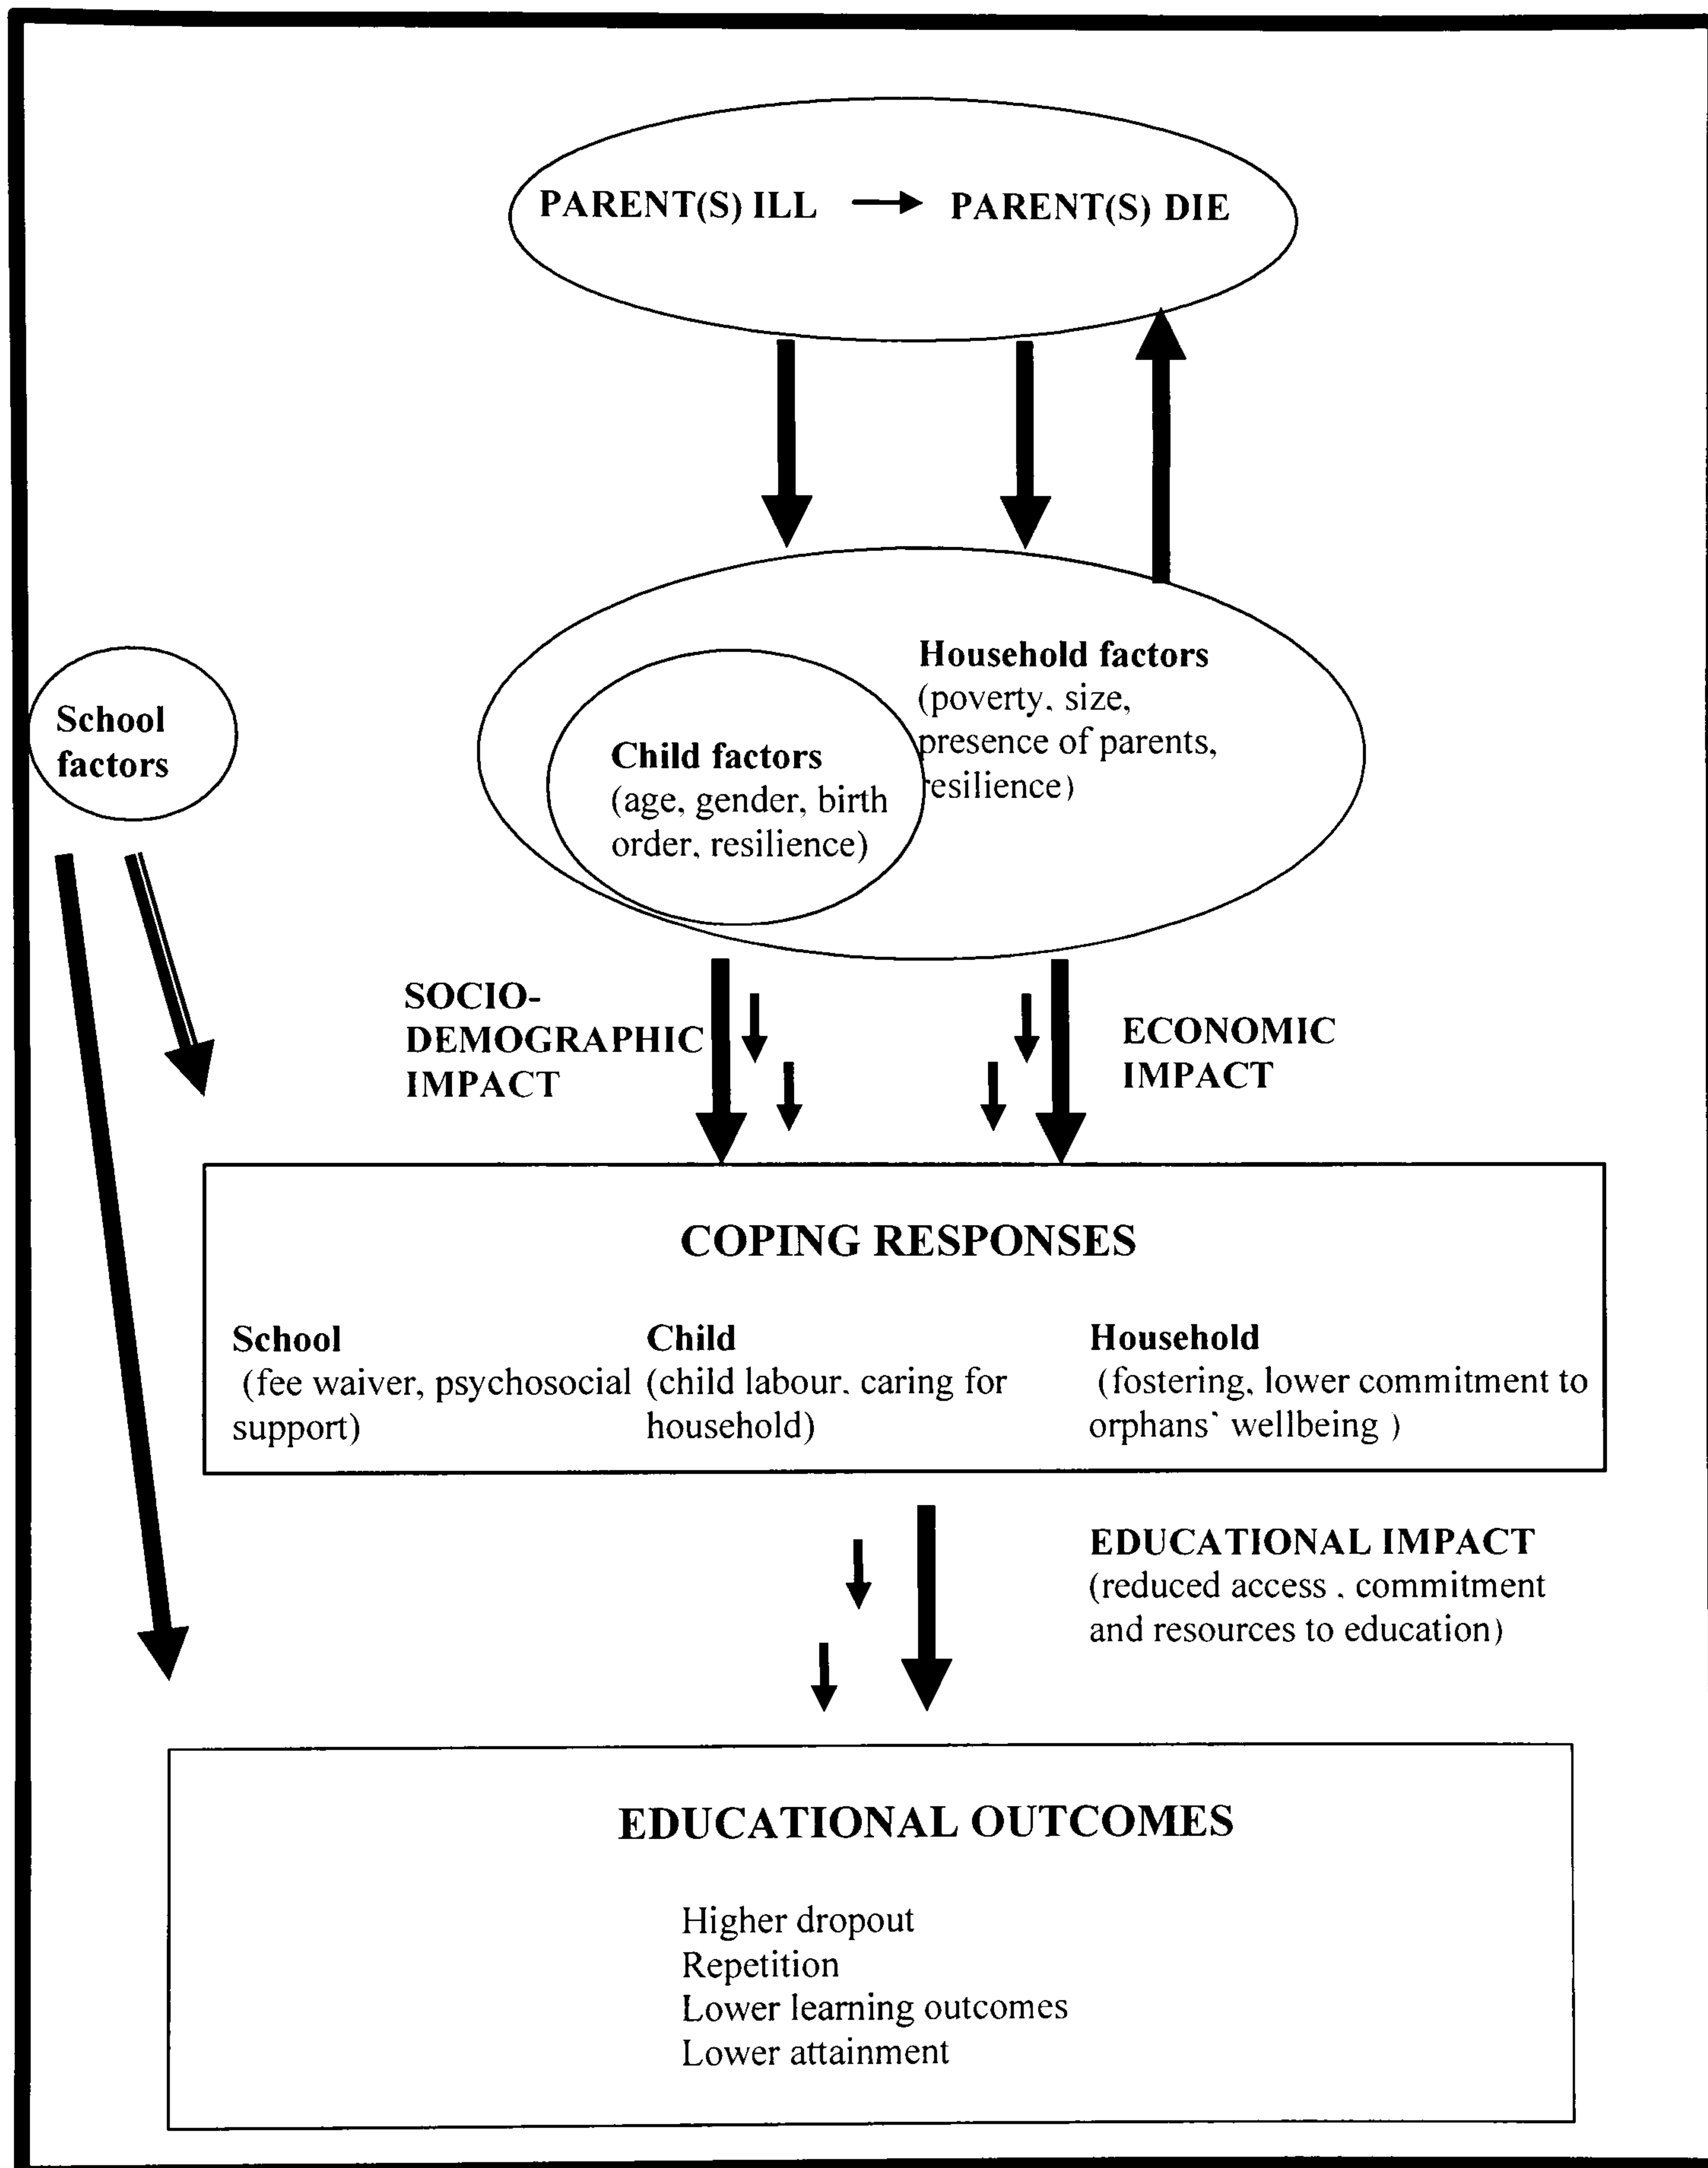 PARENT(S) ILL PARENT(S) DIE
Household factors
(poverty. size,
presence of parents,
resilience)
School
factors
Child factors
(age, gender, birth
order, resilience)
SOCIO-
DEMOGRAPHIC
IMPACT
ECONOMIC
IMPACT
COPING RESPONSES
School
(fee waiver, psychosocial
support)
Child
(child labour. caring for
household)
Household
(fostering, lower commitment to
orphans' wellbeing )
EDUCATIONAL IMPACT
(reduced access , commitment
and resources to education)
EDUCATIONAL OUTCOMES
Higher dropout
Repetition
Lower learning outcomes
Lower attainment